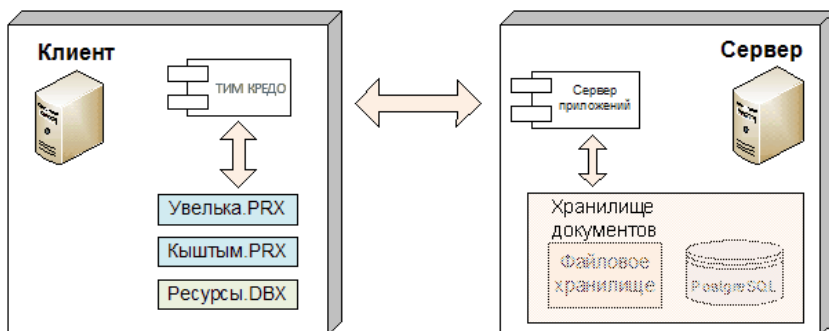 Клиент
ТИМ КРЕДО
Увелька.PRX
Кыштым.PRX
Ресурсы.DBX
Сервер
Сервер
приложений
Хранилище
документов
Файловое
хранилище
PostgreSQL